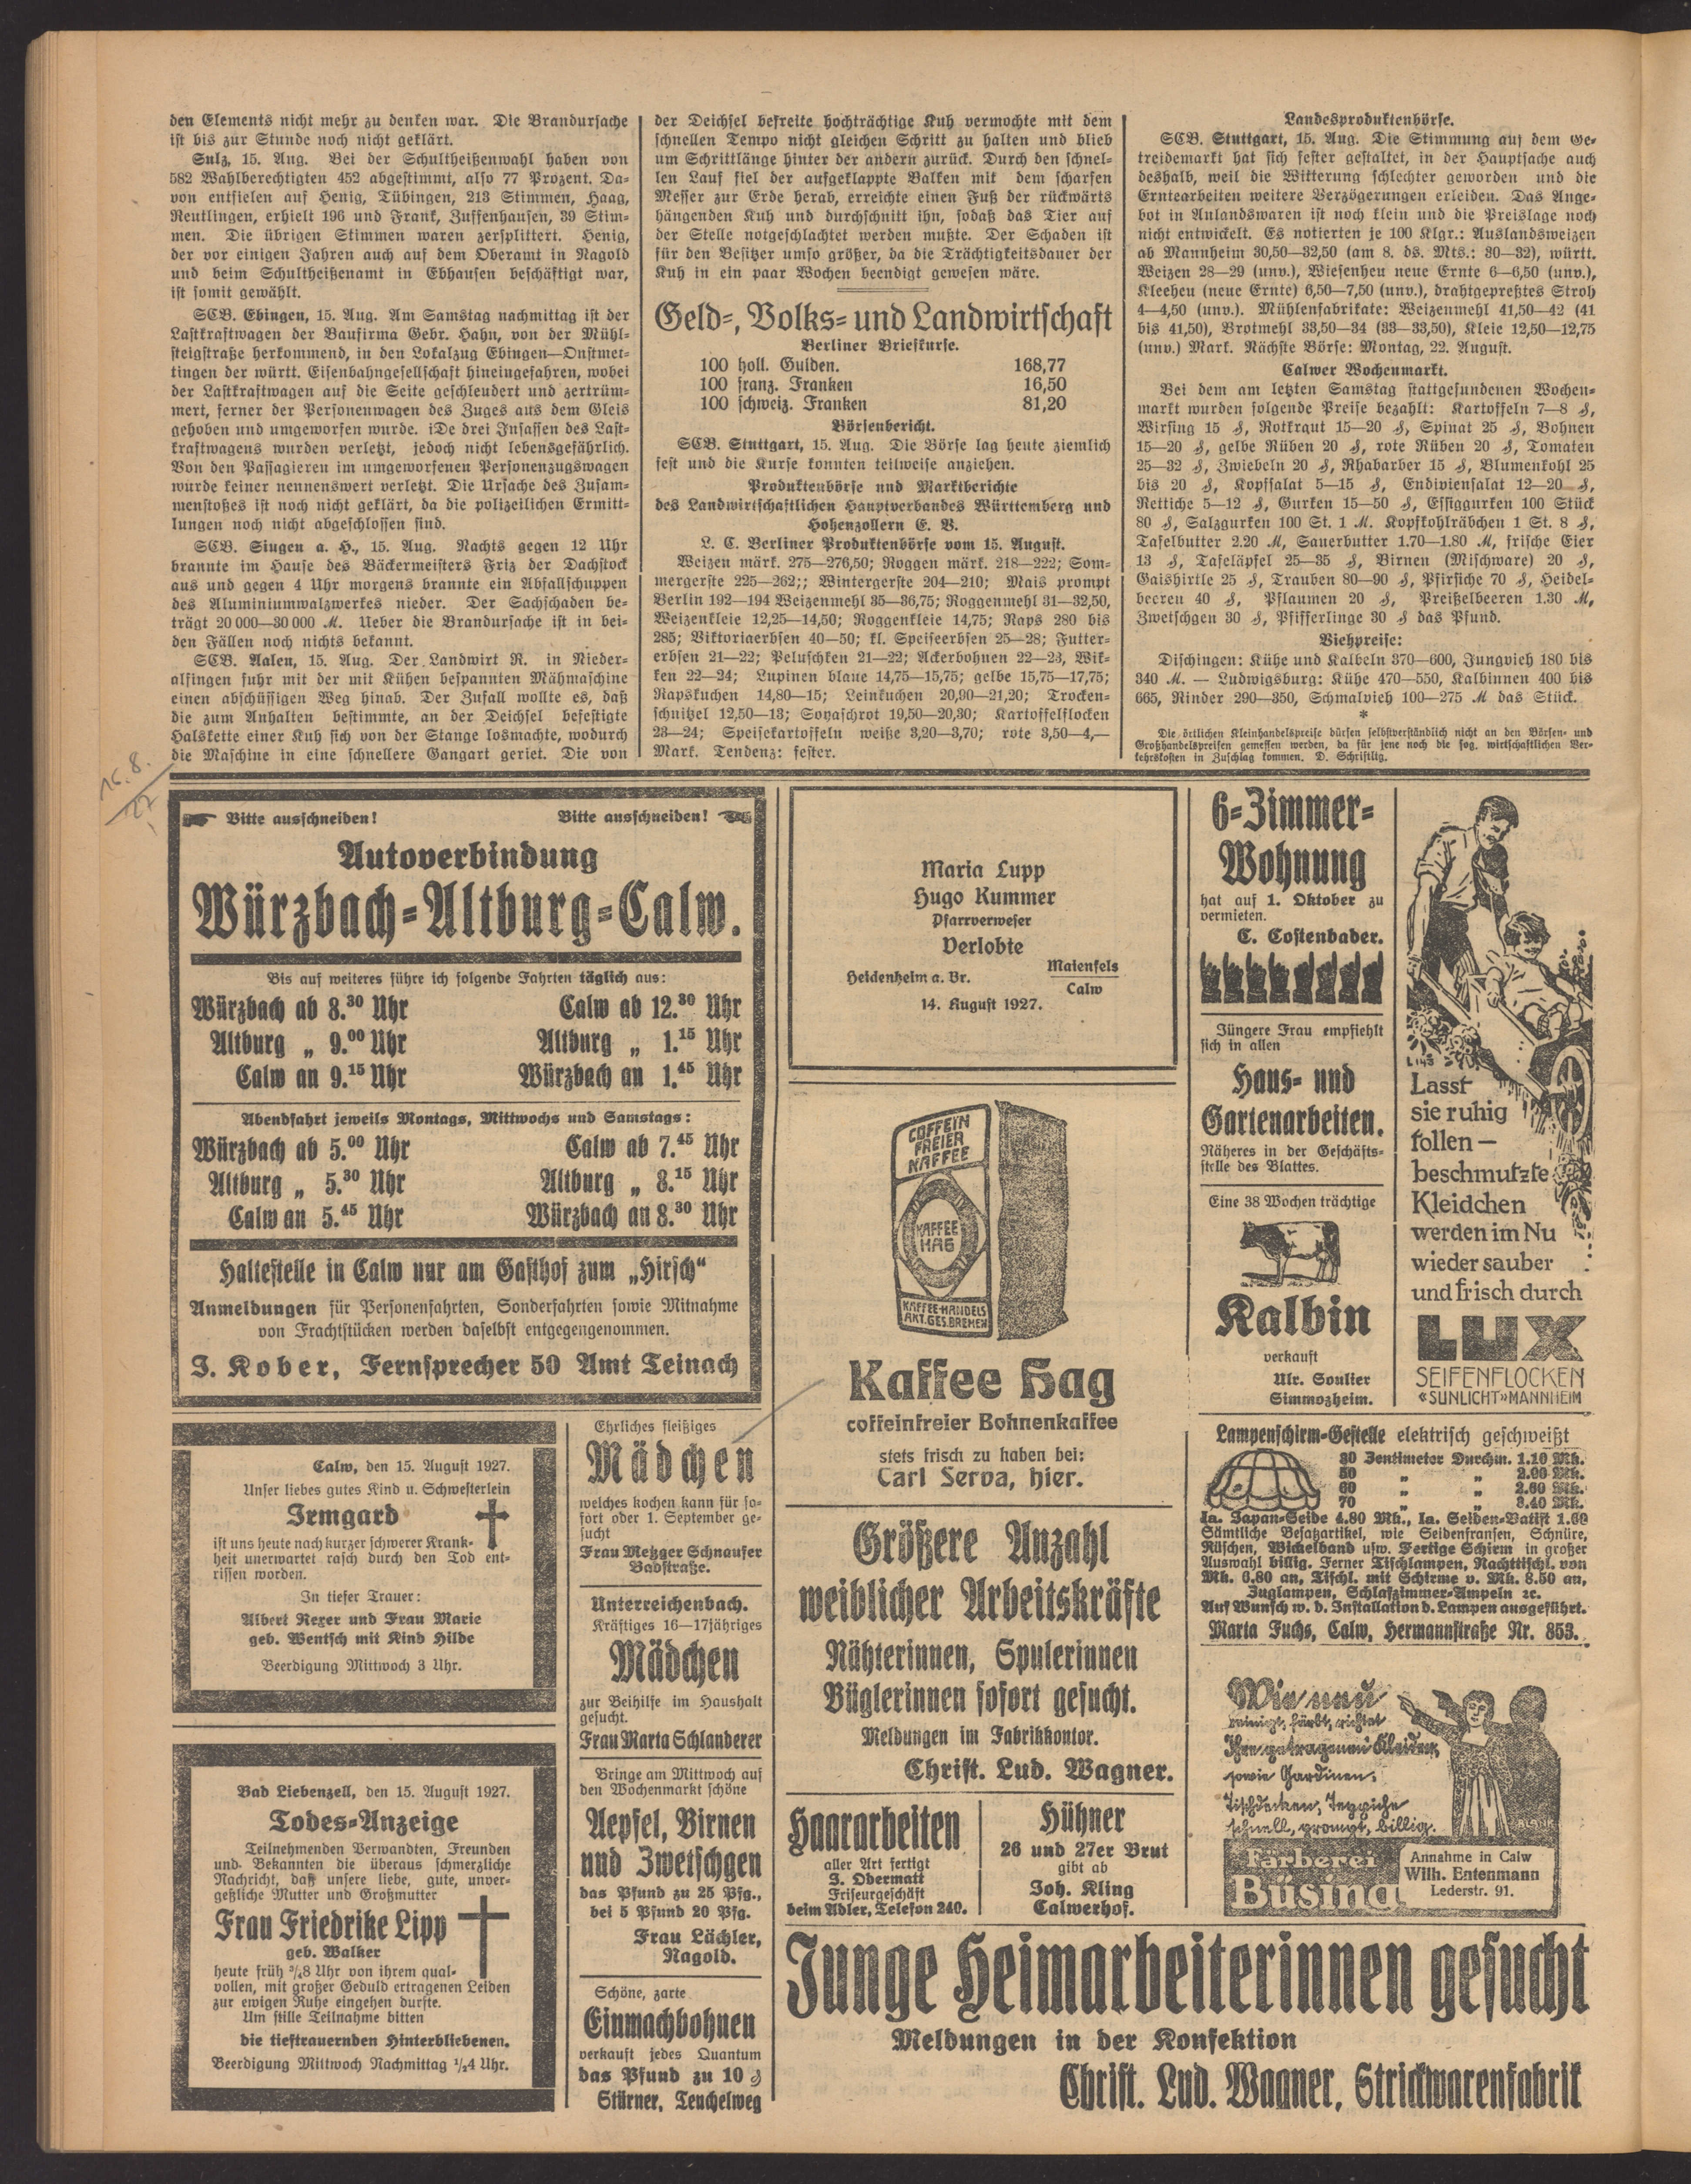 den Elements nicht mehr zu denken war. Die Brandursache
ist bis zur Stunde noch nicht geklärt.
Sulz, 15. Aug. Bei der Schultheißenwahl haben von
582 Wahlberechtigten 452 abgestimmt, also 77 Prozent. Da-
von entfielen auf Henig, Tübingen, 213 Stimmen, Haag,
Reutlingen, erhielt 196 und Frank, Zuffenhausen, 39 Stim-
men. Die übrigen Stimmen waren zersplittert. Henig,
der vor einigen Jahren auch auf dem Oberamt in Nagold
und beim Schultheißenamt in Ebhausen beschäftigt war,
ist somit gewählt.
SCB. Ebingen, 15. Aug. Am Samstag nachmittag ist der
Lastkraftwagen der Baufirma Gebr. Hahn, von der Mühl-
steigstraße herkommend, in den Lokalzug Ebingen—Onstmet-
tingen der württ. Eisenbahngesellschaft hineingefahren, wobei
der Lastkraftwagen auf die Seite geschleudert und zertrüm-
mert, ferner der Personenwagen des Zuges aus dem Gleis
gehoben und umgeworfen wurde. iDe drei Insassen des Last-
kraftwagens wurden verletzt, jedoch nicht lebensgefährlich.
Von den Passagieren im umgeworfenen Personenzugswagen
wurde keiner nennenswert verletzt. Die Ursache des Zusam-
menstoßes ist noch nicht geklärt, da die polizeilichen Ermitt-
lungen noch nicht abgeschlossen sind.
SCB. Singen a. H., 15. Aug. Nachts gegen 12 Uhr
brannte im Hause des Bäckermeisters Friz der Dachstock
aus und gegen 4 Uhr morgens brannte ein Abfallschuppen
des Aluminiumwalzwerkes nieder. Der Sachschaden be-
trägt 20 000—30 000 M. Ueber die Brandursache ist in bei-
den Fällen noch nichts bekannt.
SCB. Aalen, 15. Aug. Der Landwirt R. in Nieder-
alfingen fuhr mit der mit Kühen bespannten Mähmaschine
einen abschüssigen Weg hinab. Der Zufall wollte es, daß
die zum Anhalten bestimmte, an der Deichsel befestigte
Halskette einer Kuh sich von der Stange losmachte, wodurch
die Maschine in eine schnellere Gangart geriet. Die von
der Deichsel befreite hochträchtige Kuh vermochte mit dem
schnellen Tempo nicht gleichen Schritt zu halten und blieb
um Schrittlänge hinter der andern zurück. Durch den schnel-
len Lauf fiel der aufgeklappte Balken mit dem scharfen
Messer zur Erde herab, erreichte einen Fuß der rückwärts
hängenden Kuh und durchschnitt ihn, sodaß das Tier auf
der Stelle notgeschlachtet werden mußte. Der Schaden ist
für den Besitzer umso größer, da die Trächtigkeitsdauer der
Kuh in ein paar Wochen beendigt gewesen wäre.
Geld-, Volks- und Landwirtschaft
Berliner Briefkurse.
100 holl. Gulden. 168,77
100 franz. Franken 16,50
100 schweiz. Franken 81,20
Börsenbericht.
SCB. Stuttgart, 15. Aug. Die Börse lag heute ziemlich
fest und die Kurse konnten teilweise anziehen.
Produktenbörse und Marktberichte
des Landwirtschaftlichen Hauptverbandes Württemberg und
Hohenzollern E. V.
L. C. Berliner Produktenbörse vom 15. August.
Weizen märk. 275—276,50; Roggen märk. 218—222; Som-
mergerste 225—262;; Wintergerste 204—210; Mais prompt
Berlin 192—194 Weizenmehl 35—36,75; Roggenmehl 31—32,50,
Weizenkleie 12,25—14,50; Roggenkleie 14,75; Raps 280 bis
285; Viktoriaerbsen 40—50; kl. Speiseerbsen 25—28; Futter-
erbsen 21—22; Peluschken 21—22; Ackerbohnen 22—23, Wik-
ken 22—24; Lupinen blaue 14,75—15,75; gelbe 15,75—17,75;
Rapskuchen 14,80—15; Leinkuchen 20,90—21,20; Trocken-
schnitzel 12,50—13; Soyaschrot 19,50—20,30; Kartoffelflocken
23—24; Speisekartoffeln weiße 3,20—3,70; rote 3,50—4,—
Mark. Tendenz: fester.
Landesproduktenbörse.
SCB. Stuttgart, 15. Aug. Die Stimmung auf dem Ge-
treidemarkt hat sich fester gestaltet, in der Hauptsache auch
deshalb, weil die Witterung schlechter geworden und die
Erntearbeiten weitere Verzögerungen erleiden. Das Ange-
bot in Anlandswaren ist noch klein und die Preislage noch
nicht entwickelt. Es notierten je 100 Klgr.: Auslandsweizen
ab Mannheim 30,50—32,50 (am 8. ds. Mts.: 30—32), württ.
Weizen 28—29 (unv.), Wiesenheu neue Ernte 6—6,50 (unv.),
Kleeheu (neue Ernte) 6,50—7,50 (unv.), drahtgepreßtes Stroh
4—4,50 (unv.). Mühlenfabrikate: Weizenmehl 41,50—42 (41
bis 41,50), Brotmehl 33,50—34 (33—33,50), Kleie 12,50—12,75
(unv.) Mark. Nächste Börse: Montag, 22. August.
Calwer Wochenmarkt.
Bei dem am letzten Samstag stattgefundenen Wochen-
markt wurden folgende Preise bezahlt: Kartoffeln 7—8 ₰,
Wirsing 15 ₰, Rotkraut 15—20 ₰, Spinat 25 ₰, Bohnen
15—20 ₰, gelbe Rüben 20 ₰, rote Rüben 20 ₰, Tomaten
25—32 ₰, Zwiebeln 20 ₰, Rhabarber 15 ₰, Blumenkohl 25
bis 20 ₰, Kopfsalat 5—15 ₰, Endiviensalat 12—20 ₰,
Rettiche 5—12 ₰, Gurken 15—50 ₰, Essiggurken 100 Stück
80 ₰, Salzgurken 100 St. 1 M. Kopfkohlräbchen 1 St. 8 ₰,
Tafelbutter 2.20 M, Sauerbutter 1.70—1.80 M, frische Eier
13 ₰, Tafeläpfel 25—35 ₰, Birnen (Mischware) 20 ₰,
Gaishirtle 25 ₰, Trauben 80—90 ₰, Pfirsiche 70 ₰, Heidel-
beeren 40 ₰, Pflaumen 20 ₰, Preißelbeeren 1.30 M,
Zwetschgen 30 ₰, Pfifferlinge 30 ₰ das Pfund.
Viehpreise:
Dischingen: Kühe und Kalbeln 370—600, Jungvieh 180 bis
340 M. — Ludwigsburg: Kühe 470—550, Kalbinnen 400 bis
665, Rinder 290—350, Schmalvieh 100—275 M das Stück.
*
Die örtlichen Kleinhandelspreise dürfen selbstverständlich nicht an den Börsen- und
Großhandelspreisen gemessen werden, da für jene noch die sog. wirtschaftlichen Ver-
kehrskosten in Zuschlag kommen. D. Schriftltg.
16.8.
27
Bitte ausschneiden! Bitte ausschneiden!
Autoverbindung
Würzbach-Altburg-Calw.
Bis auf weiteres führe ich folgende Fahrten täglich aus:
Würzbach ab 8.30 Uhr Calw ab 12.30 Uhr
Altburg „ 9.00 Uhr Altburg „ 1.15 Uhr
Calw an 9.15 Uhr Würzbach an 1.45 Uhr
Abendfahrt jeweils Montags, Mittwochs und Samstags:
Würzbach ab 5.00 Uhr Calw ab 7.45 Uhr
Altburg „ 5.30 Uhr Altburg „ 8.15 Uhr
Calw an 5.45 Uhr Würzbach an 8.30 Uhr
Haltestelle in Calw nur am Gasthof zum „Hirsch“
Anmeldungen für Personenfahrten, Sonderfahrten sowie Mitnahme
von Frachtstücken werden daselbst entgegengenommen.
J. Kober, Fernsprecher 50 Amt Teinach
Calw, den 15. August 1927.
Unser liebes gutes Kind u. Schwesterlein
Irmgard
ist uns heute nach kurzer schwerer Krank-
heit unerwartet rasch durch den Tod ent-
rissen worden.
In tiefer Trauer:
Albert Rexer und Frau Marie
geb. Wentsch mit Kind Hilde
Beerdigung Mittwoch 3 Uhr.
Bad Liebenzell, den 15. August 1927.
Todes-Anzeige
Teilnehmenden Verwandten, Freunden
und Bekannten die überaus schmerzliche
Nachricht, daß unsere liebe, gute, unver-
geßliche Mutter und Großmutter
Frau Friedrike Lipp
geb. Walker
heute früh ³/₄8 Uhr von ihrem qual-
vollen, mit großer Geduld ertragenen Leiden
zur ewigen Ruhe eingehen durfte.
Um stille Teilnahme bitten
die tieftrauernden Hinterbliebenen.
Beerdigung Mittwoch Nachmittag ½4 Uhr.
Ehrliches fleißiges
Mädchen
welches kochen kann für so-
fort oder 1. September ge-
sucht
Frau Metzger Schnaufer
Badstraße.
Unterreichenbach.
Kräftiges 16—17jähriges
Mädchen
zur Beihilfe im Haushalt
gesucht.
Frau Marta Schlanderer
Bringe am Mittwoch auf
den Wochenmarkt schöne
Aepfel, Birnen
und Zwetschgen
das Pfund zu 25 Pfg.,
bei 5 Pfund 20 Pfg.
Frau Lächler,
Nagold.
Schöne, zarte
Einmachbohnen
verkauft jedes Quantum
das Pfund zu 10 ₰
Stürner, Teuchelweg
Maria Lupp
Hugo Kummer
Pfarrverweser
Verlobte
Heidenheim a. Br. Maienfels
Calw
14. August 1927.
COFFEIN
FREIER
KAFFEE
KAFFEE
HAG
KAFFEE-HANDELS
AKT.GES.BREMEN
Kaffee Hag
coffeinfreier Bohnenkaffee
stets frisch zu haben bei:
Carl Serva, hier.
Größere Anzahl
weiblicher Arbeitskräfte
Nähterinnen, Spulerinnen
Büglerinnen sofort gesucht.
Meldungen im Fabrikkontor.
Christ. Lud. Wagner.
Haararbeiten
aller Art fertigt
J. Obermatt
Friseurgeschäft
beim Adler, Telefon 240.
Hühner
26 und 27er Brut
gibt ab
Joh. Kling
Calwerhof.
6-Zimmer-
Wohnung
hat auf 1. Oktober zu
vermieten.
C. Costenbader.
Jüngere Frau empfiehlt
sich in allen
Haus- und
Gartenarbeiten.
Näheres in der Geschäfts-
stelle des Blattes.
Eine 38 Wochen trächtige
Kalbin
verkauft
Ulr. Soulier
Simmozheim.
L 143
Lasst
sie ruhig
tollen —
beschmutzte
Kleidchen
werden im Nu
wieder sauber
und frisch durch
LUX
SEIFENFLOCKEN
«SUNLICHT» MANNHEIM
Lampenschirm-Gestelle elektrisch geschweißt
30 Zentimeter Durchm. 1.10 Mk.
50 „ „ 2.00 Mk.
60 „ „ 2.60 Mk.
70 „ „ 3.40 Mk.
Ia. Japan-Seide 4.80 Mk., Ia. Seiden-Batist 1.60
Sämtliche Besatzartikel, wie Seidenfransen, Schnüre,
Rüschen, Wickelband usw. Fertige Schirm in großer
Auswahl billig. Ferner Tischlampen, Nachttischl. von
Mk. 6.80 an, Tischl. mit Schirme v. Mk. 8.50 an,
Zuglampen, Schlafzimmer-Ampeln ꝛc.
Auf Wunsch w. d. Installation d. Lampen ausgeführt.
Marta Fuchs, Calw, Hermannstraße Nr. 853.
Wie neu
reinigt, färbt, richtet
Ihre getragenen Kleider,
sowie Gardinen,
Tischdecken, Teppiche
schnell, prompt, billig.
Färberei
Büsing
Annahme in Calw
Wilh. Entenmann
Lederstr. 91.
Junge Heimarbeiterinnen gesucht
Meldungen in der Konfektion
Christ. Lud. Wagner, Strickwarenfabrik